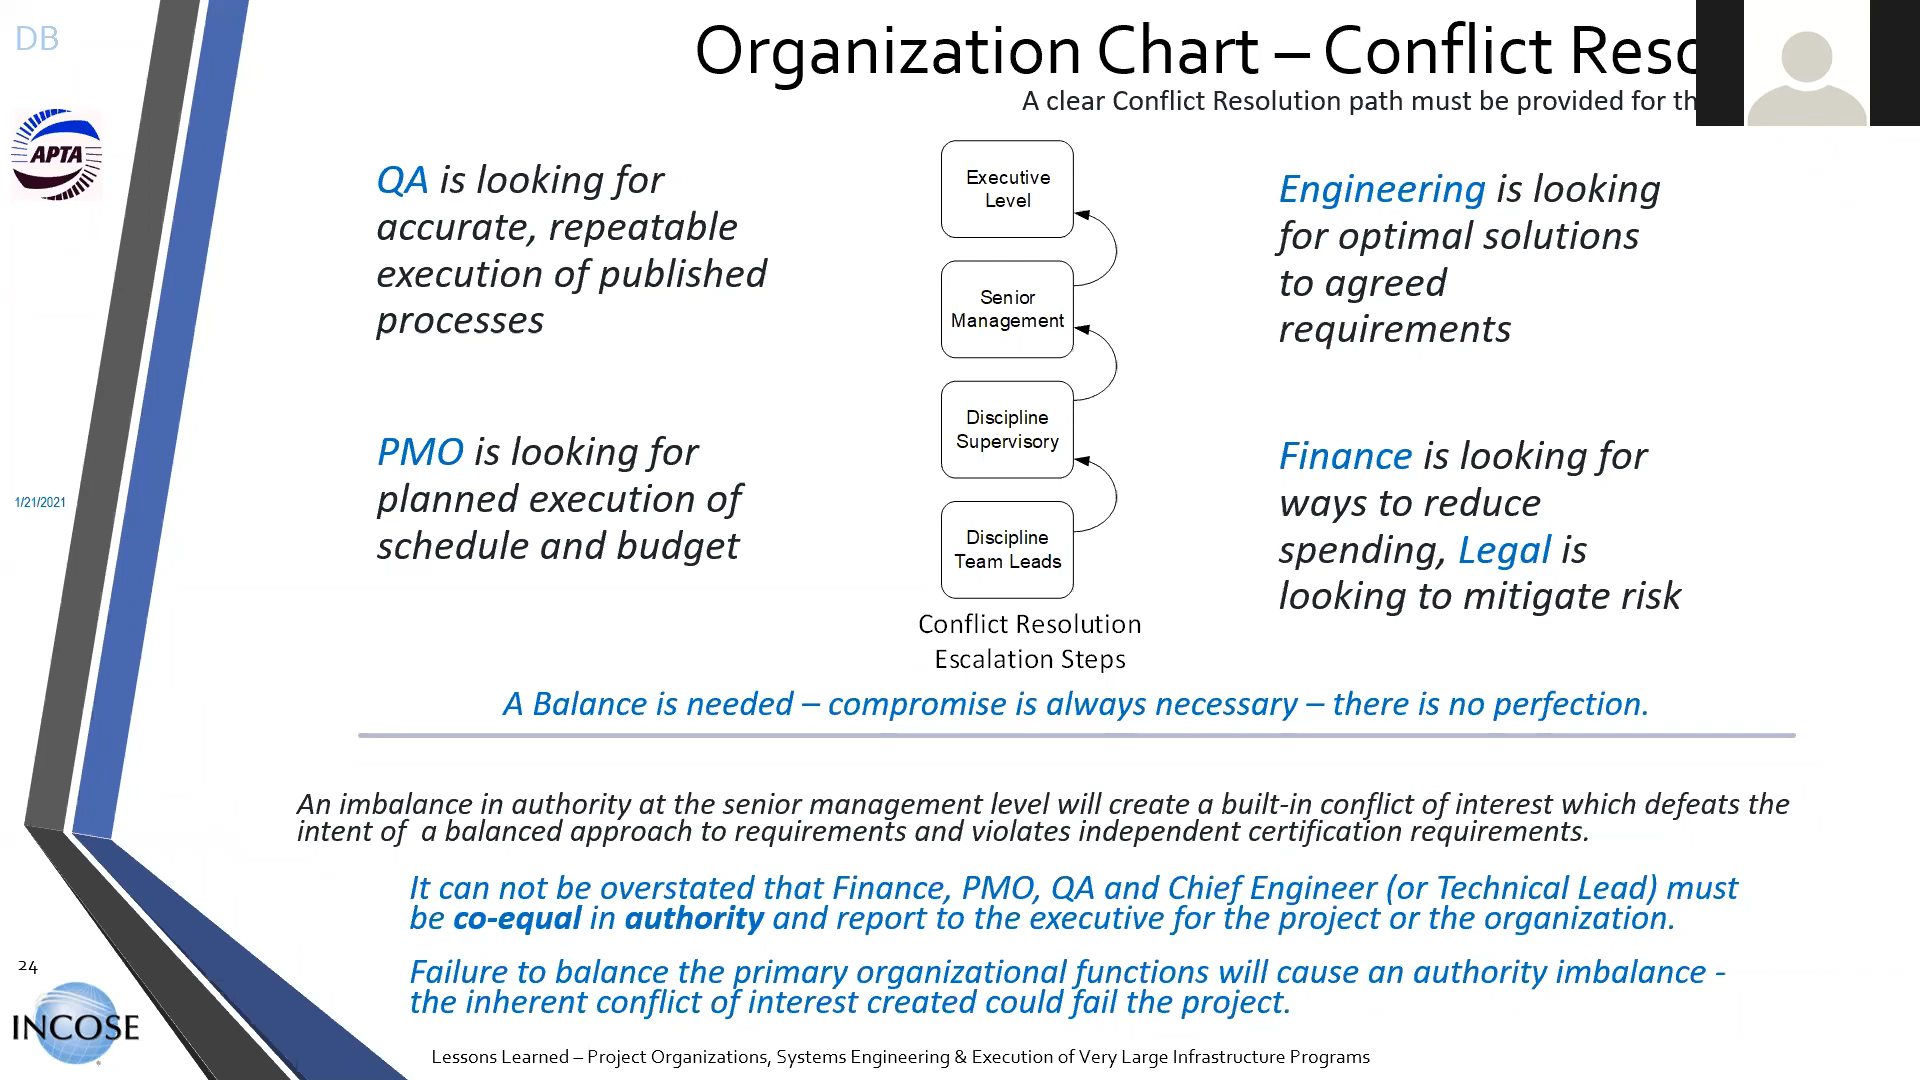 DB
Organization Chart – Conflict
A clear Conflict Resolution path must be provided for
APTA
QA is looking for
accurate, repeatable
execution of published
processes
PMO is looking for
planned execution of
schedule and budget
1/21/2021
Executive
Level
Senior
Management
Discipline
Supervisory
Discipline
Team Leads
Conflict Resolution
Escalation Steps
Engineering is looking
for optimal solutions
to agreed
requirements
Finance is looking for
ways to reduce
spending, Legal is
looking to mitigate risk
A Balance is needed – compromise is always necessary – there is no perfection.
An imbalance in authority at the senior management level will create a built-in conflict of interest which defeats the
intent of a balanced approach to requirements and violates independent certification requirements.
It can not be overstated that Finance, PMO, QA and Chief Engineer (or Technical Lead) must
be co-equal in authority and report to the executive for the project or the organization.
Failure to balance the primary organizational functions will cause an authority imbalance -
the inherent conflict of interest created could fail the project.
24
INCOSE
Lessons Learned – Project Organizations, Systems Engineering & Execution of Very Large Infrastructure Programs